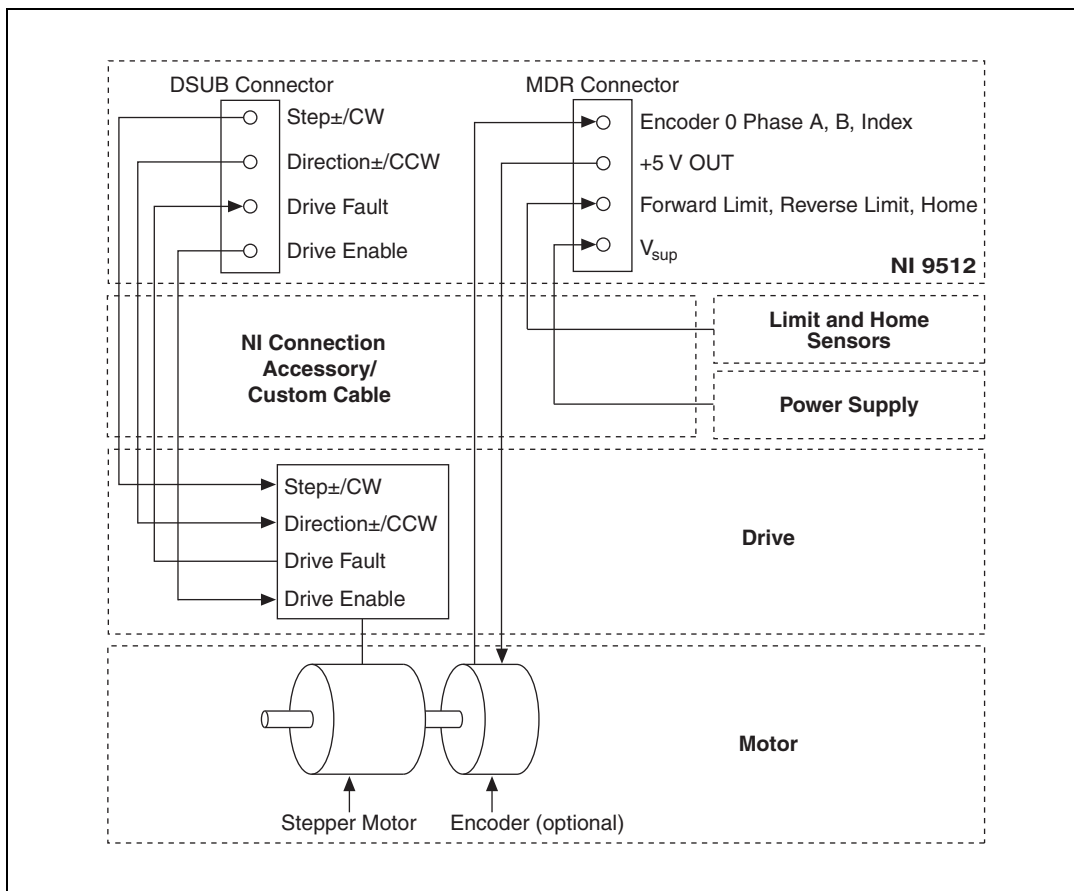 DSUB Connector
MDR Connector
Step±/CW
Direction±/CCW
Drive Fault
Drive Enable
Encoder 0 Phase A, B, Index
+5 V OUT
Forward Limit, Reverse Limit, Home
Vsup
NI 9512
NI Connection
Accessory/
Custom Cable
Limit and Home
Sensors
Power Supply
Step±/CW
Direction±/CCW
Drive Fault
Drive Enable
Drive
Motor
Stepper Motor
Encoder (optional)